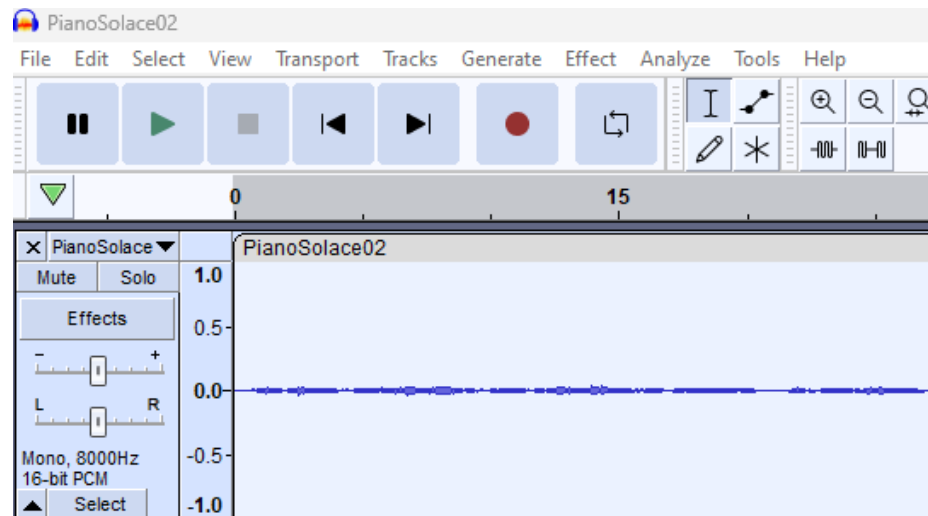 PianoSolace02
File Edit Select View Transport Tracks Generate Effect Analyze Tools Help
0 15
PianoSolace PianoSolace02
Mute Solo 1.0
Effects
0.5
- +
0.0
L R
Mono, 8000Hz -0.5
16-bit PCM
Select -1.0